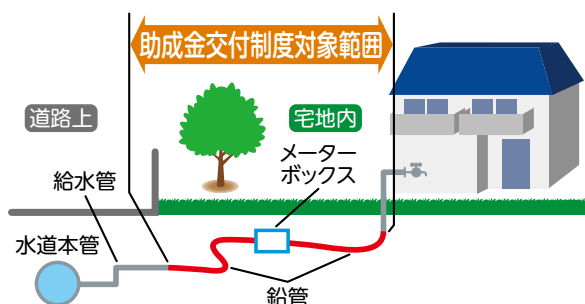 助成金交付制度対象範囲
道路上
宅地内
メーター
ボックス
給水管
水道本管
鉛管